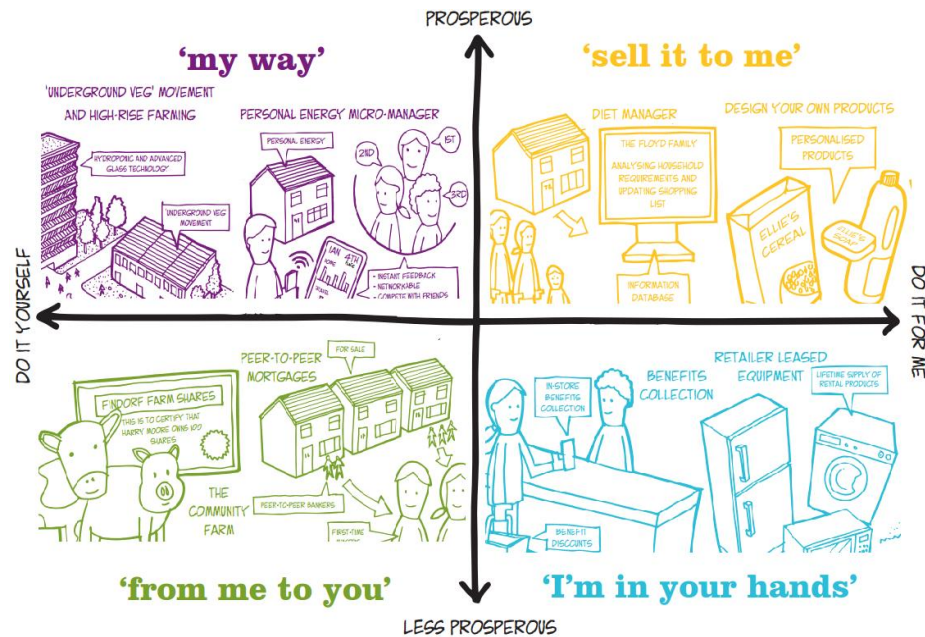 PROSPEROUS
'my way'
'UNDERGROUND VEG' MOVEMENT
AND HIGH-RISE FARMING
PERSONAL ENERGY MICRO-MANAGER
HYDROPONIC AND ADVANCED
GLASS TECHNOLOGY
'UNDERGROUND VEG
MOVEMENT
PERSONAL ENERGY
2ND
1ST
3RD
JAN 4TH
HOME
• INSTANT FEEDBACK
• NETWORKABLE
• COMPETE WITH FRIENDS
'sell it to me'
DIET MANAGER
DESIGN YOUR OWN PRODUCTS
THE FLOYD FAMILY
ANALYSING HOUSEHOLD
REQUIREMENTS AND
UPDATING SHOPPING
LIST
INFORMATION
DATABASE
PERSONALISED
PRODUCTS
ELLIE'S
CEREAL
ELLIE'S
SOAP
DO IT YOURSELF
DO IT FOR ME
PEER-TO-PEER
MORTGAGES
FOR SALE
FINDORF FARM SHARES
THIS IS TO CERTIFY THAT
HARRY MOORE OWNS 100
SHARES
THE
COMMUNITY
FARM
PEER-TO-PEER BANKERS
FIRST-TIME
'from me to you'
IN-STORE
BENEFITS
COLLECTION
BENEFITS
COLLECTION
RETAILER LEASED
EQUIPMENT
LIFETIME SUPPLY OF
RENTAL PRODUCTS
BENEFIT
DISCOUNTS
'I'm in your hands'
LESS PROSPEROUS